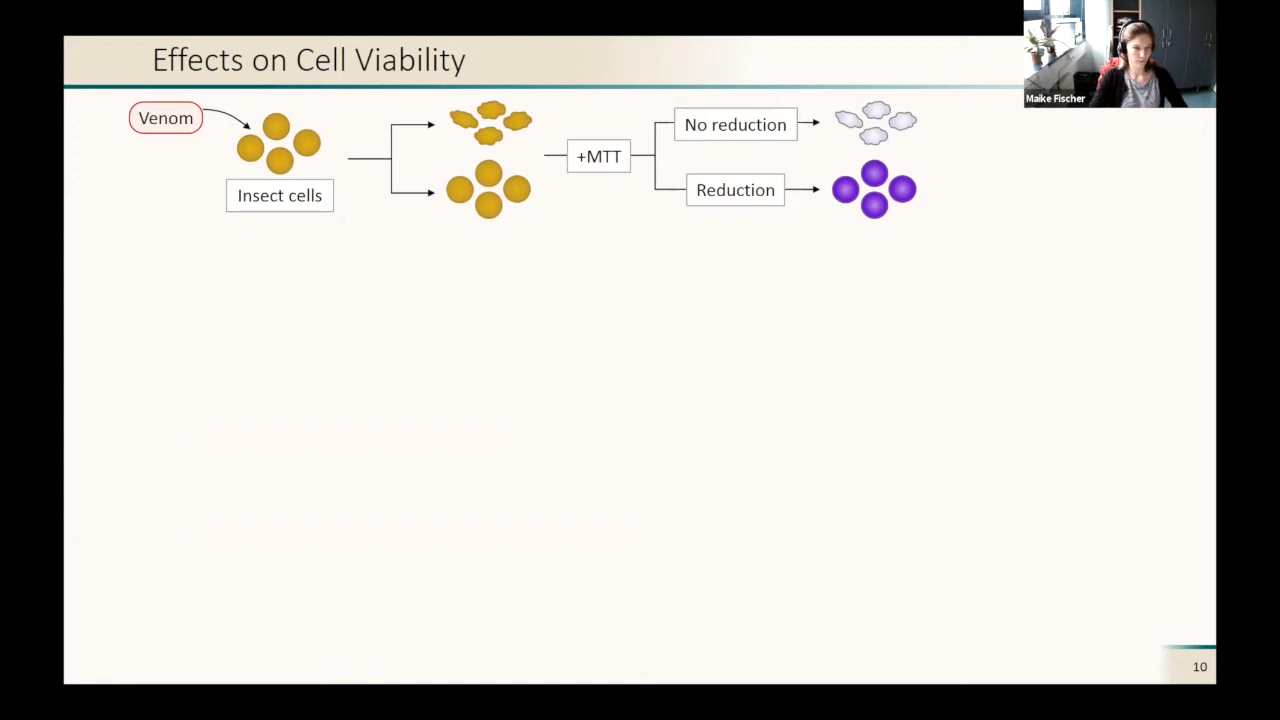 Effects on Cell Viability
Maike Fischer
Venom
Insect cells
+MTT
No reduction
Reduction
10